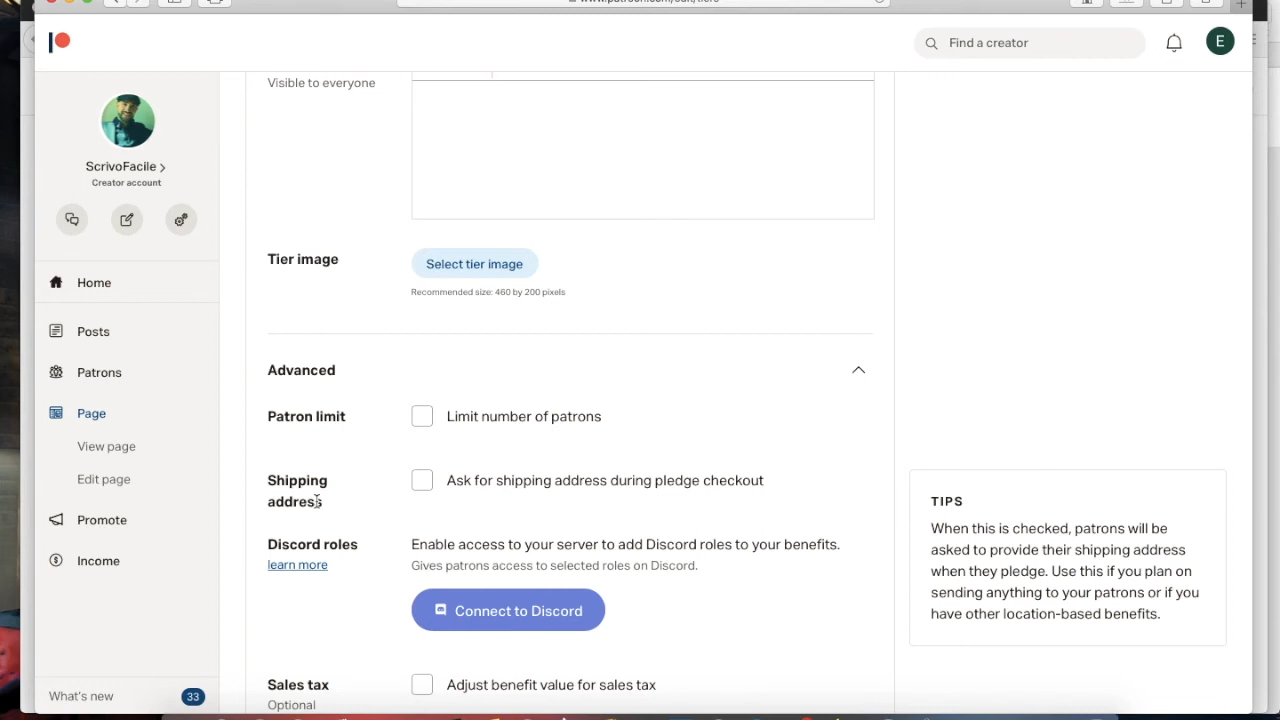 Find a creator
E
ScrivoFacile
Creator account
Home
Posts
Patrons
Page
View page
Edit page
Promote
Income
What's new
33
Visible to everyone
Tier image
Select tier image
Recommended size: 460 by 200 pixels
Advanced
Patron limit
Limit number of patrons
Shipping
address
Ask for shipping address during pledge checkout
Discord roles
learn more
Enable access to your server to add Discord roles to your benefits.
Gives patrons access to selected roles on Discord.
Connect to Discord
Sales tax
Optional
Adjust benefit value for sales tax
TIPS
When this is checked, patrons will be
asked to provide their shipping address
when they pledge. Use this if you plan on
sending anything to your patrons or if you
have other location-based benefits.